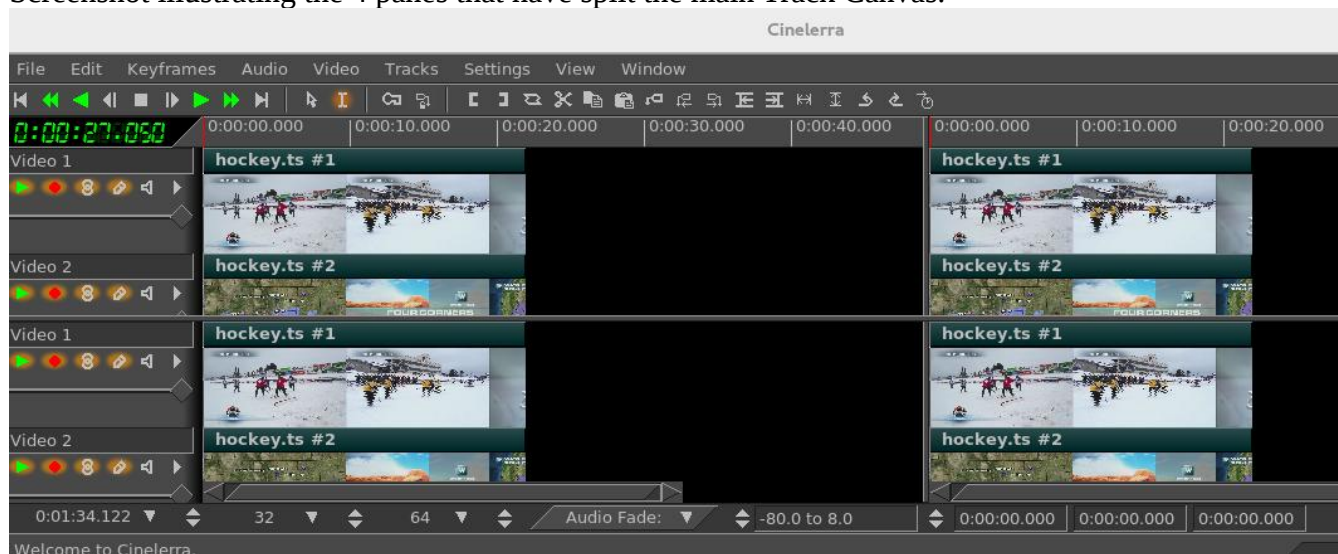 Screenshot illustrating the 4 panes that have split the main Track Canvas.
Cinelerra
File Edit Keyframes Audio Video Tracks Settings View Window
0:00:27:050 0:00:00.000 0:00:10.000 0:00:20.000 0:00:30.000 0:00:40.000 0:00:00.000 0:00:10.000 0:00:20.000
Video 1 hockey.ts #1 hockey.ts #1
Video 2 hockey.ts #2 hockey.ts #2
FOUR CORNERS FOUR CORNERS
Video 1 hockey.ts #1 hockey.ts #1
Video 2 hockey.ts #2 hockey.ts #2
0:01:34.122 32 64 Audio Fade: -80.0 to 8.0 0:00:00.000 0:00:00.000 0:00:00.000
Welcome to Cinelerra.